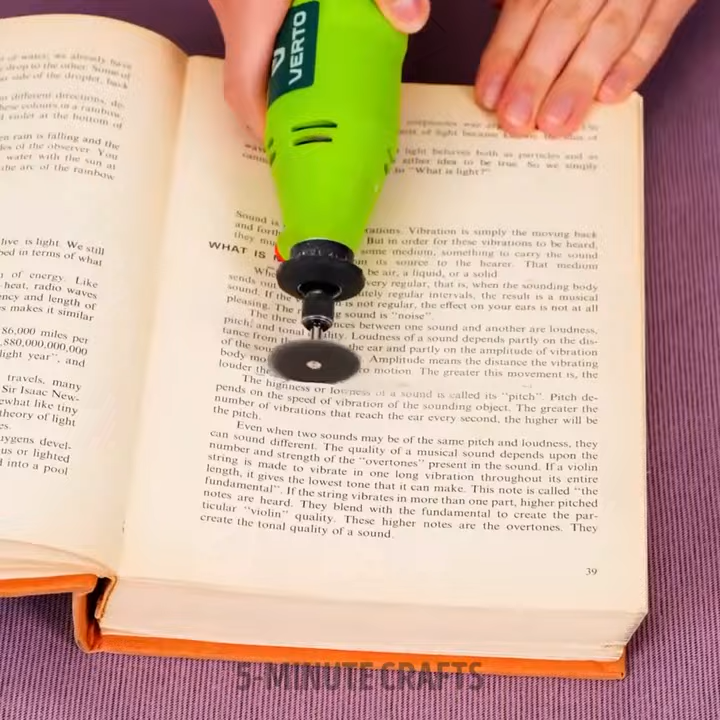 of water, we already have
drop to the other. Some of
side of the droplet, back
n different directions, de-
hese colours in a rainbow,
d violet at the bottom of
en rain is falling and the
des of the observer. You
water with the sun at
the arc of the rainbow
live is light. We still
bed in terms of what
n of energy. Like
heat, radio waves
ency and length of
es makes it similar
86,000 miles per
,880,000,000,000
light year", and
travels, many
Sir Isaac New-
ewhat like tiny
theory of light
es.
uygens devel-
us or lighted
d into a pool
VERTO
of light because
light behaves both as particles and as
either idea to be true. So we simply
to "What is light?"
Sound is
rations. Vibration is simply the moving back
and forth
But in order for these vibrations to be heard,
they mu
some medium, something to carry the sound
WHAT IS
its source to the hearer. That medium
be air, a liquid, or a solid
Whe
very regular, that is, when the sounding body
sends out
ately regular intervals, the result is a musical
sound. If the
is not regular, the effect on your ears is not at all
pleasing. The
sound is "noise".
The three
nces between one sound and another are loudness,
pitch, and tonal
Loudness of a sound depends partly on the dis-
tance from
the ear and partly on the amplitude of vibration
of the
Amplitude means the distance the vibrating
body mo
motion. The greater this movement is, the
louder the
The highness or lowness of a sound is called its "pitch". Pitch de-
pends on the speed of vibration of the sounding object. The greater the
number of vibrations that reach the ear every second, the higher will be
the pitch.
Even when two sounds may be of the same pitch and loudness, they
can sound different. The quality of a musical sound depends upon the
number and strength of the "overtones" present in the sound. If a violin
string is made to vibrate in one long vibration throughout its entire
length, it gives the lowest tone that it can make. This note is called "the
fundamental". If the string vibrates in more than one part, higher pitched
notes are heard. They blend with the fundamental to create the par-
ticular "violin" quality. These higher notes are the overtones. They
create the tonal quality of a sound.
39
5-MINUTE CRAFTS